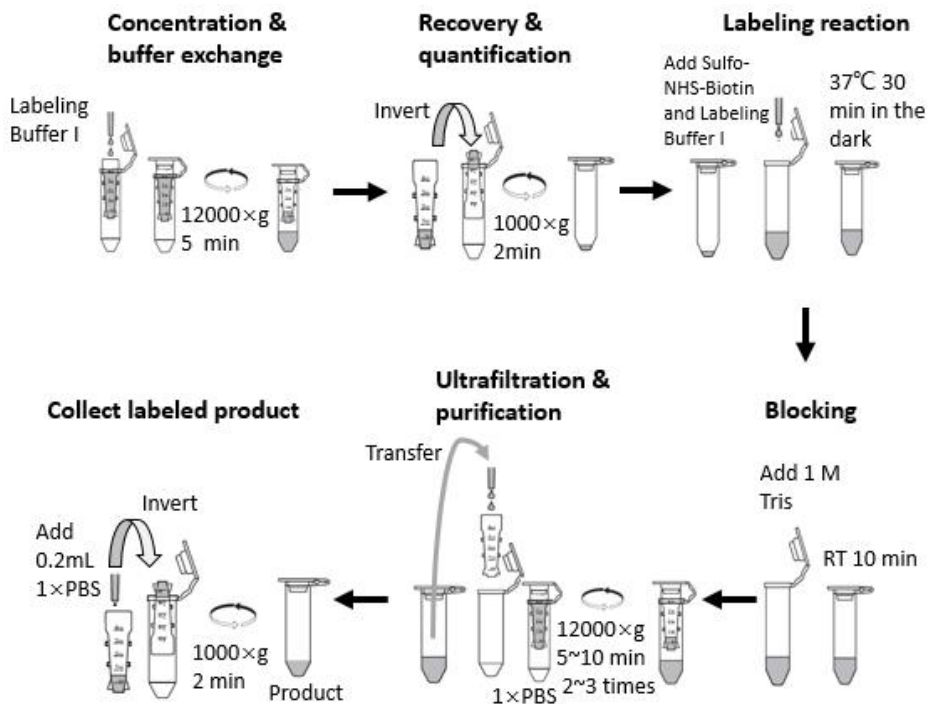 Concentration &
buffer exchange
Labeling
Buffer I
12000×g
5 min
Recovery &
quantification
Invert
1000×g
2min
Labeling reaction
Add Sulfo-
NHS-Biotin
and Labeling
Buffer I
37℃ 30
min in the
dark
Blocking
Add 1 M
Tris
RT 10 min
Ultrafiltration &
purification
Transfer
1×PBS
12000×g
5~10 min
2~3 times
Collect labeled product
Add
0.2mL
1×PBS
Invert
1000×g
2 min
Product